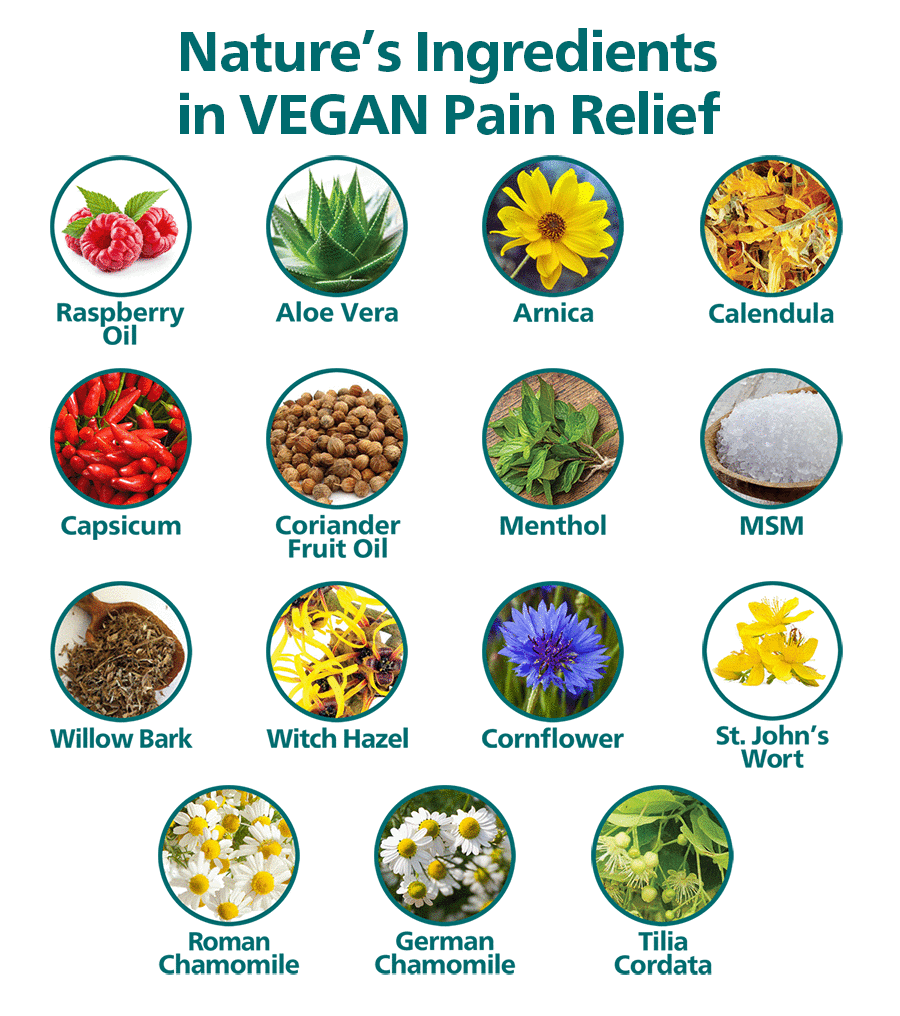 Nature’s Ingredients
in VEGAN Pain Relief
Raspberry
Oil
Aloe Vera
Arnica
Calendula
Capsicum
Coriander
Fruit Oil
Menthol
MSM
Willow Bark
Witch Hazel
Cornflower
St. John’s
Wort
Roman
Chamomile
German
Chamomile
Tilia
Cordata